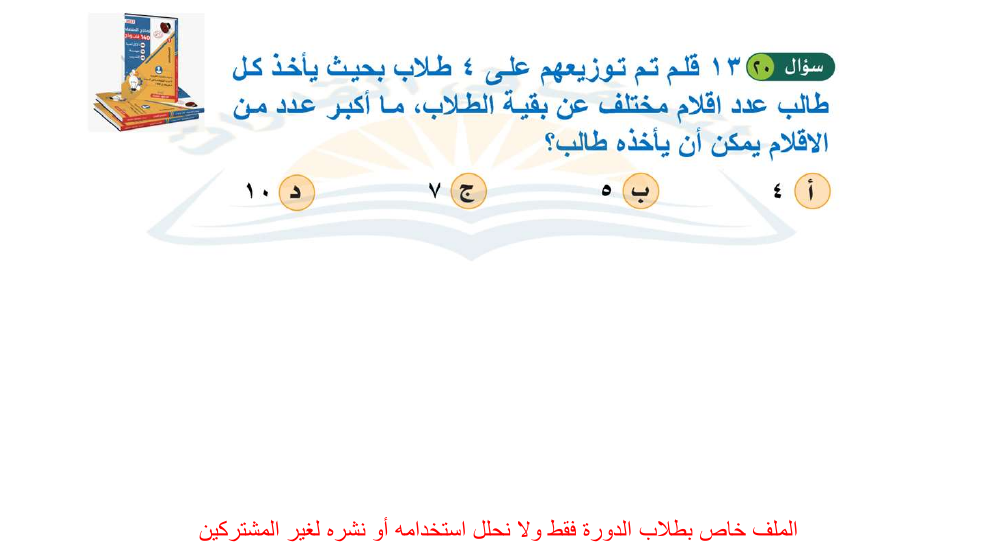 سؤال ٢٠ ١٣ قلم تم توزيعهم على ٤ طلاب بحيث يأخذ كل
طالب عدد اقلام مختلف عن بقية الطلاب، ما أكبر عدد من
الاقلام يمكن أن يأخذه طالب؟
أ ٤ ب ٥ ج ٧ د ١٠
الملف خاص بطلاب الدورة فقط ولا نحلل استخدامه أو نشره لغير المشتركين